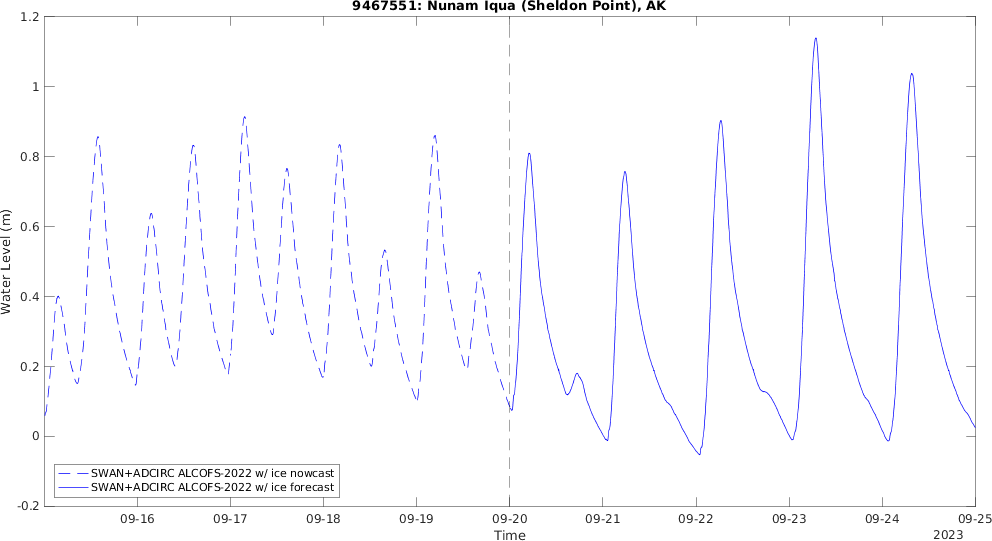 9467551: Nunam Iqua (Sheldon Point), AK
1.2
1
0.8
0.6
0.4
0.2
0
-0.2
Water Level (m)
SWAN+ADCIRC ALCOFS-2022 w/ ice nowcast
SWAN+ADCIRC ALCOFS-2022 w/ ice forecast
09-16 09-17 09-18 09-19 09-20 09-21 09-22 09-23 09-24 09-25
Time
2023